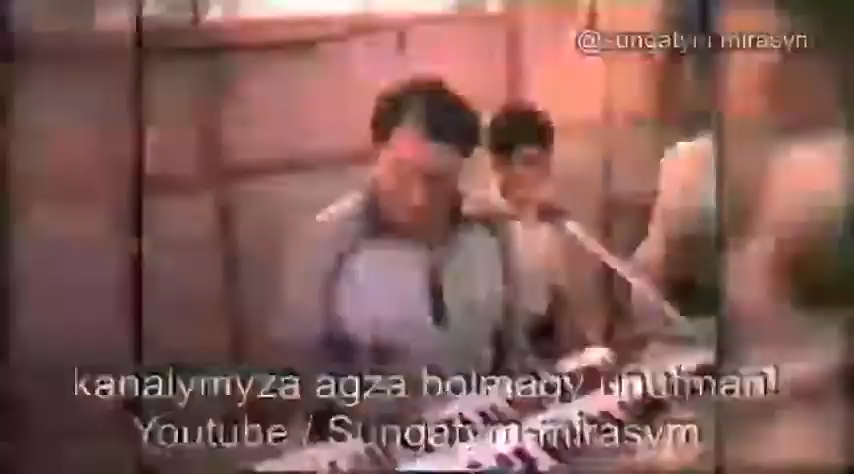 @sungatym mirasym
kanalymyza agza bolmagy unutman!
Youtube / Sungatym mirasym